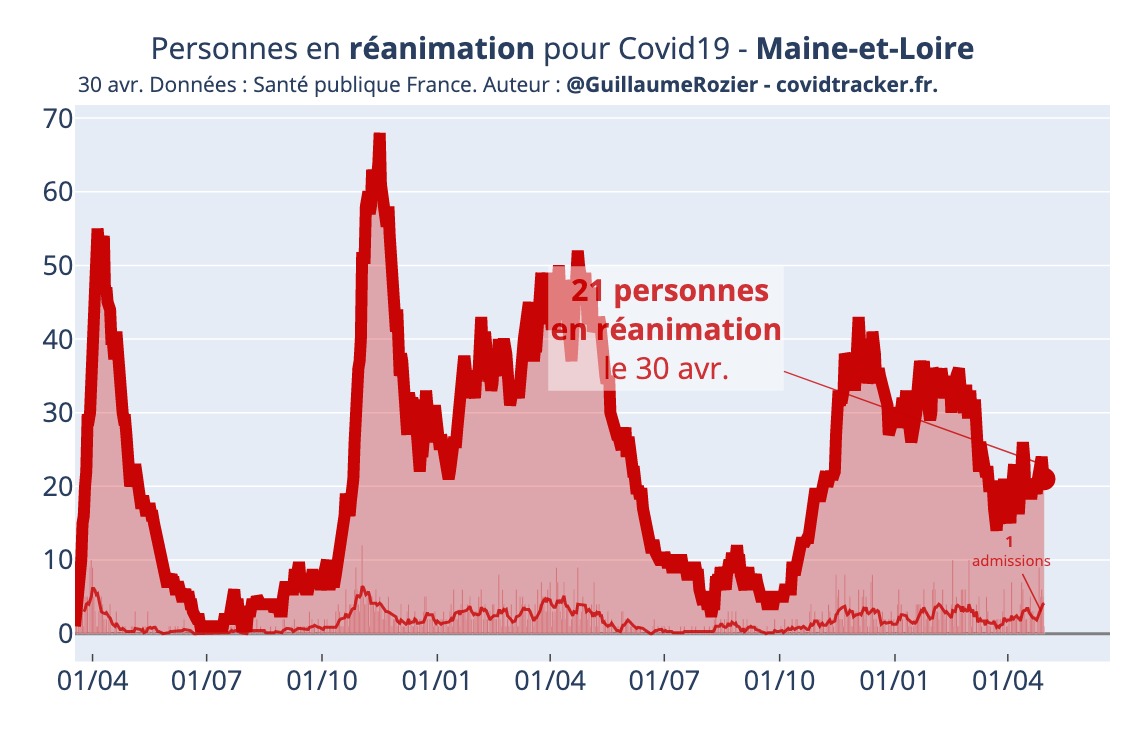 Personnes en réanimation pour Covid19 - Maine-et-Loire
30 avr. Données : Santé publique France. Auteur : @GuillaumeRozier - covidtracker.fr.
70
60
50
40
30
20
10
0
21 personnes
en réanimation
le 30 avr.
1
admissions
01/04 01/07 01/10 01/01 01/04 01/07 01/10 01/01 01/04